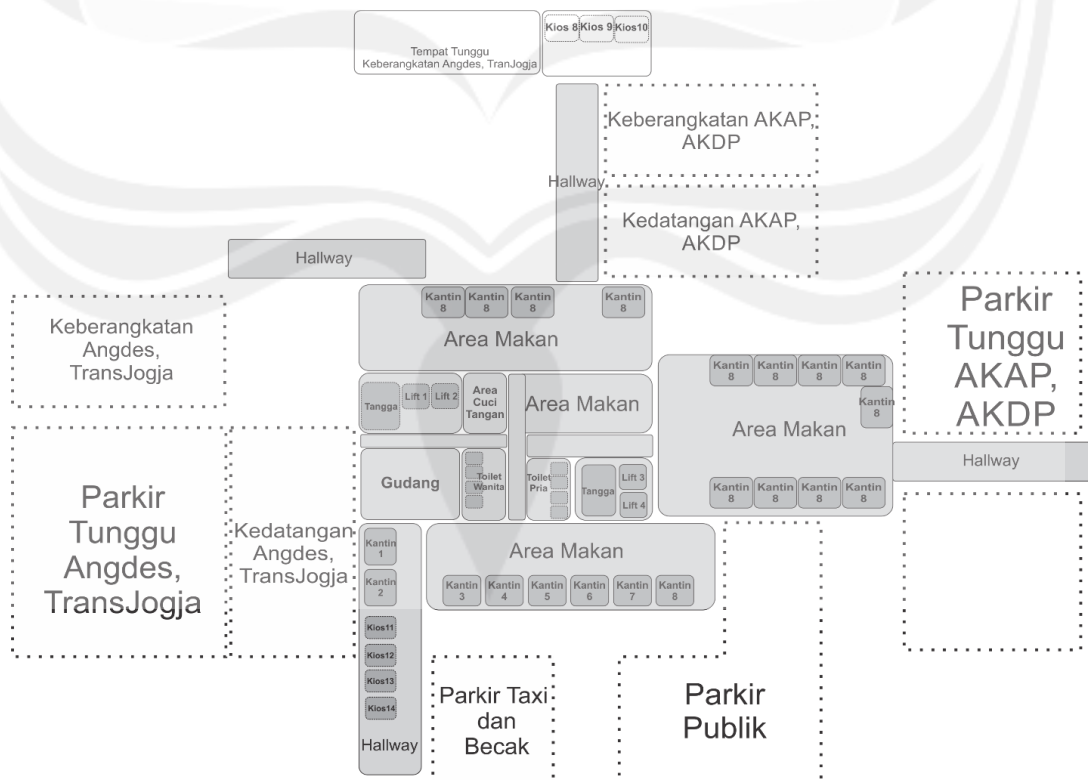 Kios 8 Kios 9 Kios10
Tempat Tunggu
Keberangkatan Angdes, TranJogja
Keberangkatan AKAP,
AKDP
Hallway
Kedatangan AKAP,
AKDP
Hallway
Kantin
8
Kantin
8
Kantin
8
Kantin
8
Area Makan
Keberangkatan
Angdes,
TransJogja
Parkir
Tunggu
AKAP,
AKDP
Tangga
Lift 1
Lift 2
Area
Cuci
Tangan
Area Makan
Kantin
8
Kantin
8
Kantin
8
Kantin
8
Kantin
8
Area Makan
Kantin
8
Kantin
8
Kantin
8
Kantin
8
Hallway
Gudang
Toilet
Wanita
Toilet
Pria
Tangga
Lift 3
Lift 4
Parkir
Tunggu
Angdes,
TransJogja
Kedatangan
Angdes,
TransJogja
Kantin
1
Kantin
2
Kios11
Kios12
Kios13
Kios14
Hallway
Area Makan
Kantin
3
Kantin
4
Kantin
5
Kantin
6
Kantin
7
Kantin
8
Parkir Taxi
dan
Becak
Parkir
Publik